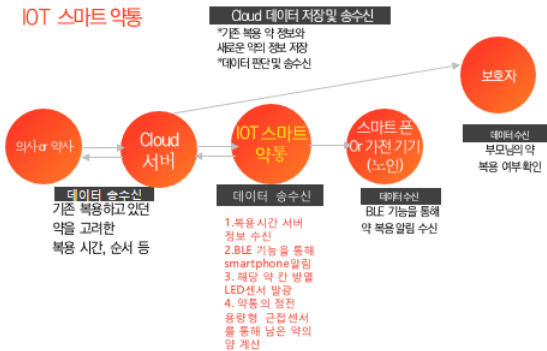 IOT 스마트 약통
Cloud 데이터 저장 및 송수신
*기존 복용 약 정보와
새로운 약의 정보 저장
*데이터 판단 및 송수신
보호자
의사 or 약사
Cloud
서버
IOT 스마트
약통
스마트 폰
Or 가전 기기
(노인)
데이터 수신
부모님의 약
복용 여부 확인
데이터 송수신
기존 복용하고 있던
약을 고려한
복용 시간, 순서 등
데이터 송수신
1.복용시간 서버
정보 수신
2.BLE 기능을 통해
smartphone알림
3. 해당 약 칸 방열
LED센서 발광
4. 약통의 정전
용량형 근접센서
를 통해 남은 약의
양 계산
데이터 수신
BLE 기능을 통해
약 복용 알림 수신